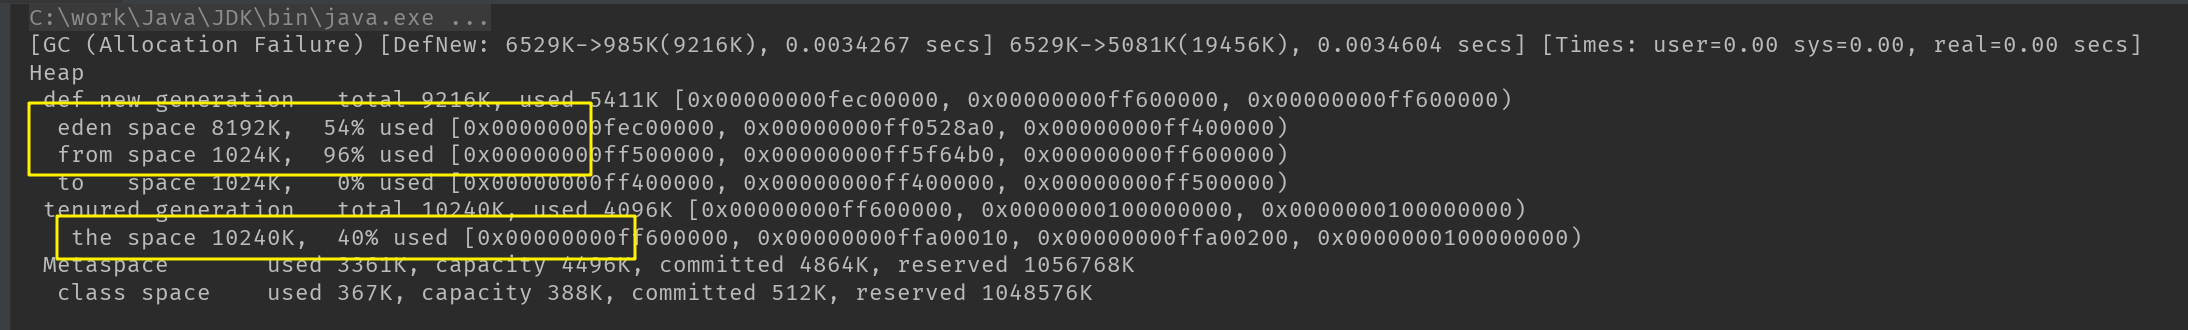 C:\work\Java\JDK\bin\java.exe ...
[GC (Allocation Failure) [DefNew: 6529K->985K(9216K), 0.0034267 secs] 6529K->5081K(19456K), 0.0034604 secs] [Times: user=0.00 sys=0.00, real=0.00 secs]
Heap
def new generation   total 9216K, used 5411K [0x00000000fec00000, 0x00000000ff600000, 0x00000000ff600000)
eden space 8192K,  54% used [0x00000000fec00000, 0x00000000ff0528a0, 0x00000000ff400000)
from space 1024K,  96% used [0x00000000ff500000, 0x00000000ff5f64b0, 0x00000000ff600000)
to   space 1024K,   0% used [0x00000000ff400000, 0x00000000ff400000, 0x00000000ff500000)
tenured generation   total 10240K, used 4096K [0x00000000ff600000, 0x0000000100000000, 0x0000000100000000)
the space 10240K,  40% used [0x00000000ff600000, 0x00000000ffa00010, 0x00000000ffa00200, 0x0000000100000000)
Metaspace       used 3361K, capacity 4496K, committed 4864K, reserved 1056768K
class space    used 367K, capacity 388K, committed 512K, reserved 1048576K